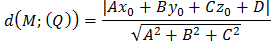 d(M;(Q)) = |Ax₀ + By₀ + Cz₀ + D| / √(A² + B² + C²)